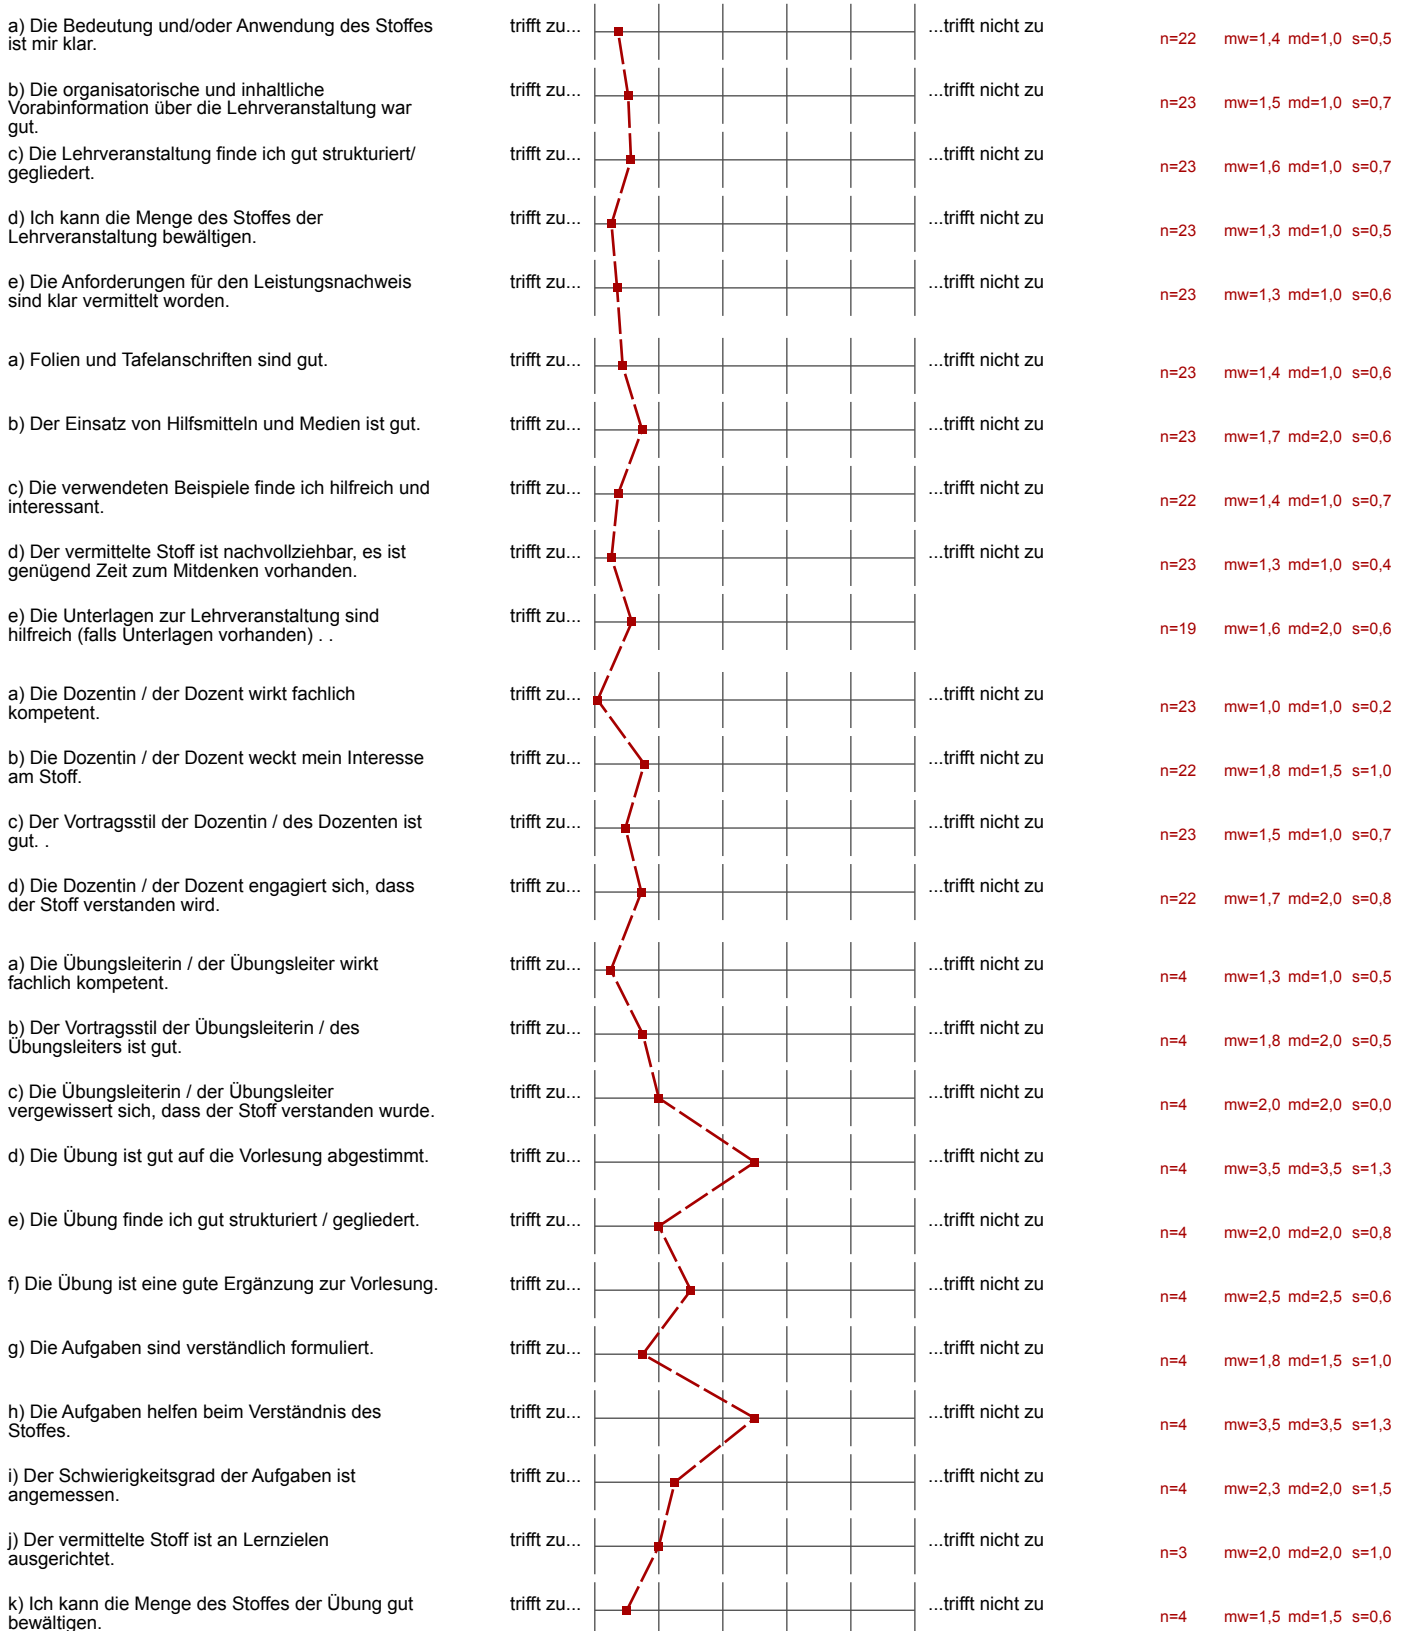 a) Die Bedeutung und/oder Anwendung des Stoffes
ist mir klar.
trifft zu... ...trifft nicht zu
n=22 mw=1,4 md=1,0 s=0,5
b) Die organisatorische und inhaltliche
Vorabinformation über die Lehrveranstaltung war
gut.
trifft zu... ...trifft nicht zu
n=23 mw=1,5 md=1,0 s=0,7
c) Die Lehrveranstaltung finde ich gut strukturiert/
gegliedert.
trifft zu... ...trifft nicht zu
n=23 mw=1,6 md=1,0 s=0,7
d) Ich kann die Menge des Stoffes der
Lehrveranstaltung bewältigen.
trifft zu... ...trifft nicht zu
n=23 mw=1,3 md=1,0 s=0,5
e) Die Anforderungen für den Leistungsnachweis
sind klar vermittelt worden.
trifft zu... ...trifft nicht zu
n=23 mw=1,3 md=1,0 s=0,6
a) Folien und Tafelanschriften sind gut.
trifft zu... ...trifft nicht zu
n=23 mw=1,4 md=1,0 s=0,6
b) Der Einsatz von Hilfsmitteln und Medien ist gut.
trifft zu... ...trifft nicht zu
n=23 mw=1,7 md=2,0 s=0,6
c) Die verwendeten Beispiele finde ich hilfreich und
interessant.
trifft zu... ...trifft nicht zu
n=22 mw=1,4 md=1,0 s=0,7
d) Der vermittelte Stoff ist nachvollziehbar, es ist
genügend Zeit zum Mitdenken vorhanden.
trifft zu... ...trifft nicht zu
n=23 mw=1,3 md=1,0 s=0,4
e) Die Unterlagen zur Lehrveranstaltung sind
hilfreich (falls Unterlagen vorhanden) . .
trifft zu...
n=19 mw=1,6 md=2,0 s=0,6
a) Die Dozentin / der Dozent wirkt fachlich
kompetent.
trifft zu... ...trifft nicht zu
n=23 mw=1,0 md=1,0 s=0,2
b) Die Dozentin / der Dozent weckt mein Interesse
am Stoff.
trifft zu... ...trifft nicht zu
n=22 mw=1,8 md=1,5 s=1,0
c) Der Vortragsstil der Dozentin / des Dozenten ist
gut. .
trifft zu... ...trifft nicht zu
n=23 mw=1,5 md=1,0 s=0,7
d) Die Dozentin / der Dozent engagiert sich, dass
der Stoff verstanden wird.
trifft zu... ...trifft nicht zu
n=22 mw=1,7 md=2,0 s=0,8
a) Die Übungsleiterin / der Übungsleiter wirkt
fachlich kompetent.
trifft zu... ...trifft nicht zu
n=4 mw=1,3 md=1,0 s=0,5
b) Der Vortragsstil der Übungsleiterin / des
Übungsleiters ist gut.
trifft zu... ...trifft nicht zu
n=4 mw=1,8 md=2,0 s=0,5
c) Die Übungsleiterin / der Übungsleiter
vergewissert sich, dass der Stoff verstanden wurde.
trifft zu... ...trifft nicht zu
n=4 mw=2,0 md=2,0 s=0,0
d) Die Übung ist gut auf die Vorlesung abgestimmt.
trifft zu... ...trifft nicht zu
n=4 mw=3,5 md=3,5 s=1,3
e) Die Übung finde ich gut strukturiert / gegliedert.
trifft zu... ...trifft nicht zu
n=4 mw=2,0 md=2,0 s=0,8
f) Die Übung ist eine gute Ergänzung zur Vorlesung.
trifft zu... ...trifft nicht zu
n=4 mw=2,5 md=2,5 s=0,6
g) Die Aufgaben sind verständlich formuliert.
trifft zu... ...trifft nicht zu
n=4 mw=1,8 md=1,5 s=1,0
h) Die Aufgaben helfen beim Verständnis des
Stoffes.
trifft zu... ...trifft nicht zu
n=4 mw=3,5 md=3,5 s=1,3
i) Der Schwierigkeitsgrad der Aufgaben ist
angemessen.
trifft zu... ...trifft nicht zu
n=4 mw=2,3 md=2,0 s=1,5
j) Der vermittelte Stoff ist an Lernzielen
ausgerichtet.
trifft zu... ...trifft nicht zu
n=3 mw=2,0 md=2,0 s=1,0
k) Ich kann die Menge des Stoffes der Übung gut
bewältigen.
trifft zu... ...trifft nicht zu
n=4 mw=1,5 md=1,5 s=0,6